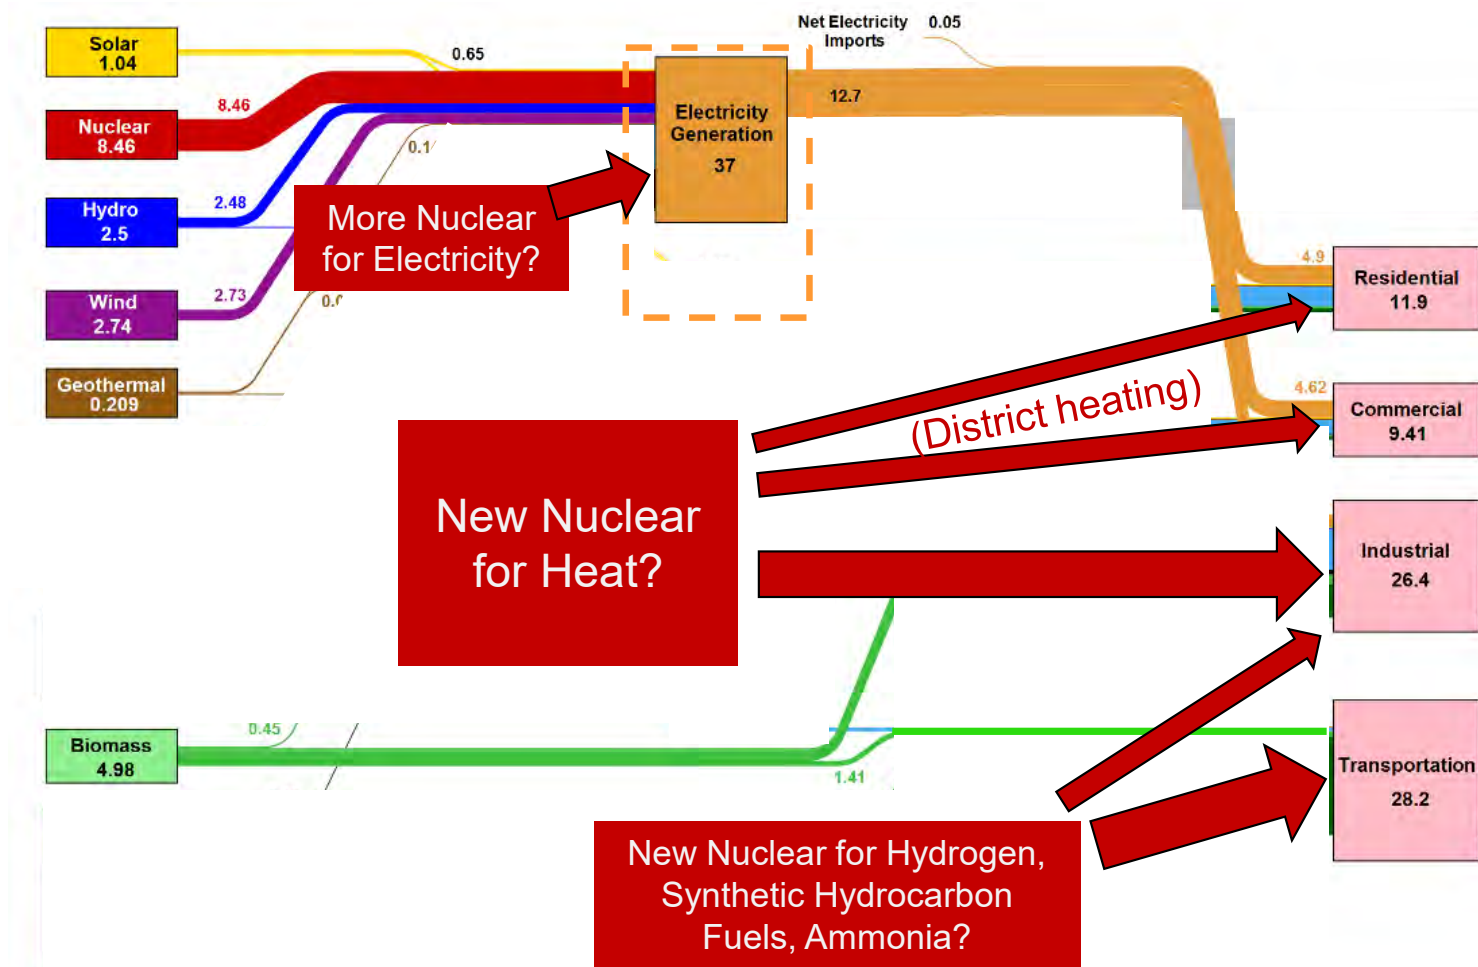 Solar
1.04
0.65
Net Electricity
Imports
0.05
Nuclear
8.46
8.46
Electricity
Generation
37
12.7
Hydro
2.5
2.48
More Nuclear
for Electricity?
Wind
2.74
2.73
Geothermal
0.209
4.9
Residential
11.9
(District heating)
4.62
Commercial
9.41
New Nuclear
for Heat?
Industrial
26.4
Biomass
4.98
0.45
1.41
Transportation
28.2
New Nuclear for Hydrogen,
Synthetic Hydrocarbon
Fuels, Ammonia?